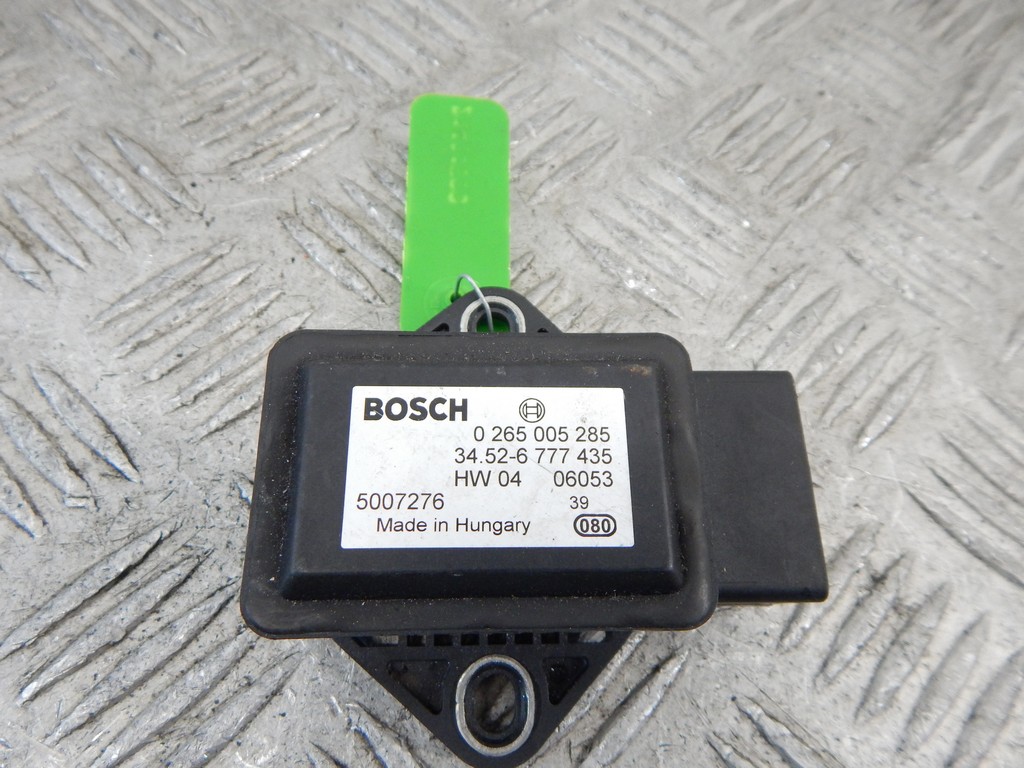 BOSCH
0 265 005 285
34.52-6 777 435
HW 04 06053
5007276 39
Made in Hungary 080